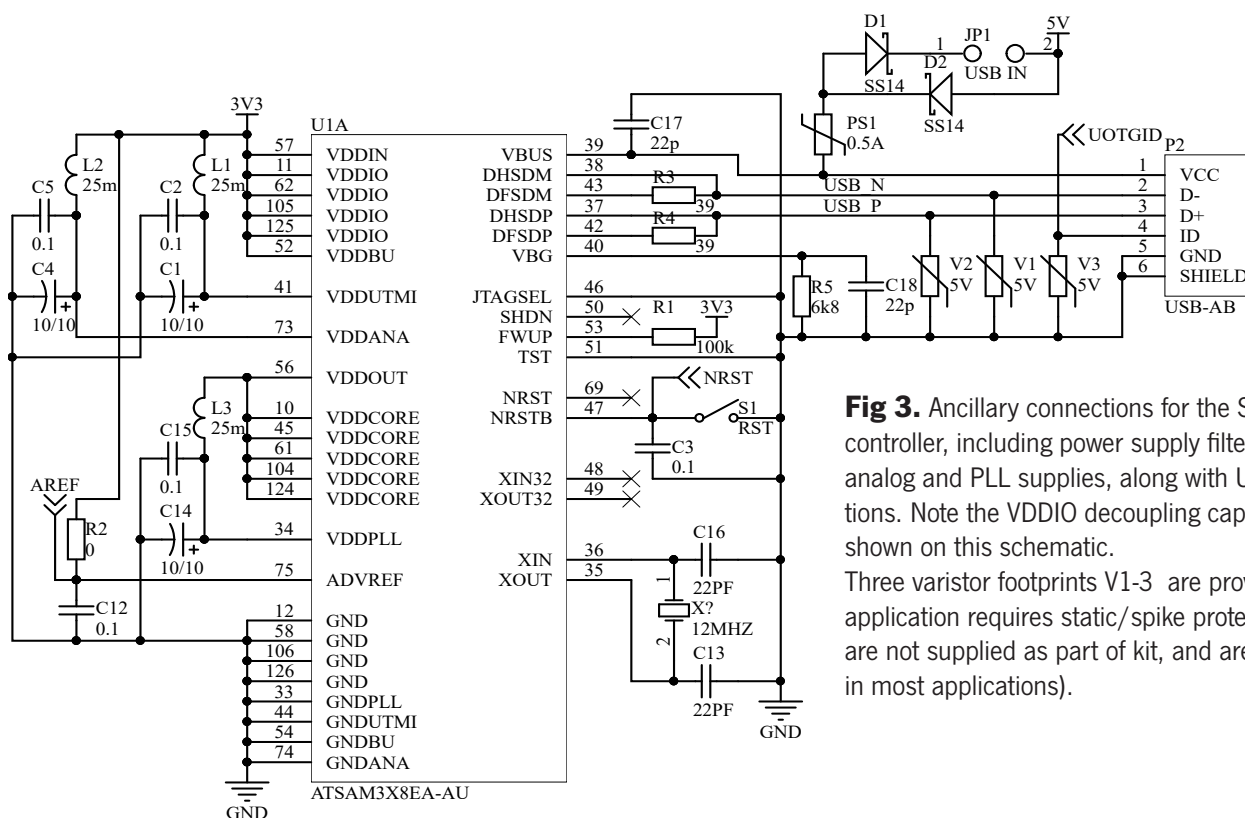 D1
SS14
1
JP1
USB IN
2
5V
D2
SS14
3V3
U1A
C17
22p
PS1
0.5A
UOTGID
P2
L2
25m
L1
25m
C5
0.1
C2
0.1
C4
10/10
+
C1
10/10
+
57 VDDIN
11 VDDIO
62 VDDIO
105 VDDIO
125 VDDIO
52 VDDBU
41 VDDUTMI
73 VDDANA
56 VDDOUT
10 VDDCORE
45 VDDCORE
61 VDDCORE
104 VDDCORE
124 VDDCORE
34 VDDPLL
75 ADVREF
12 GND
58 GND
106 GND
126 GND
33 GNDPLL
44 GNDUTMI
54 GNDBU
74 GNDANA
L3
25m
C15
0.1
C14
10/10
+
AREF
R2
0
C12
0.1
GND
ATSAM3X8EA-AU
VBUS 39
DHSDM 38
DFSDM 43
DHSDP 37
DFSDP 42
VBG 40
JTAGSEL 46
SHDN 50
FWUP 53
TST 51
NRST 69
NRSTB 47
XIN32 48
XOUT32 49
XIN 36
XOUT 35
R3
39
R4
39
USB_N
USB_P
R5
6k8
C18
22p
V2
5V
V1
5V
V3
5V
1 VCC
2 D-
3 D+
4 ID
5 GND
6 SHIELD
USB-AB
R1
100k
3V3
NRST
S1
RST
C3
0.1
C16
22PF
1
X?
12MHZ
2
C13
22PF
GND
Fig 3. Ancillary connections for the S
controller, including power supply filte
analog and PLL supplies, along with U
tions. Note the VDDIO decoupling cap
shown on this schematic.
Three varistor footprints V1-3 are prov
application requires static/spike prote
are not supplied as part of kit, and are
in most applications).